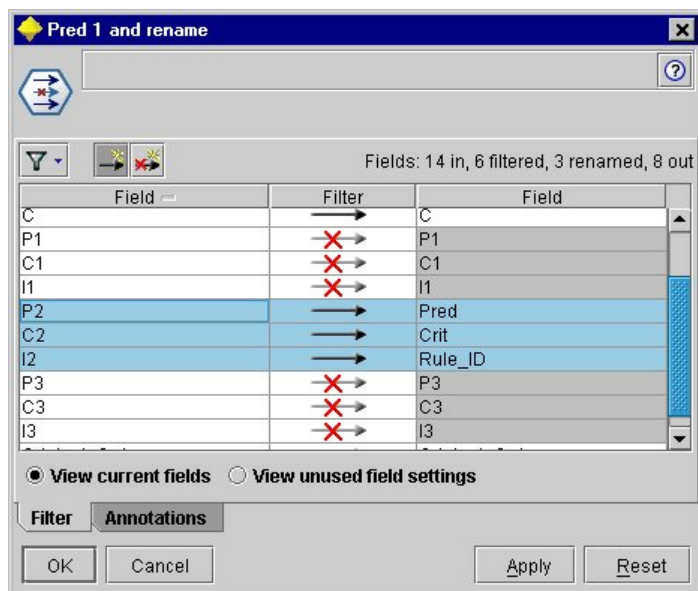 Pred 1 and rename
Fields: 14 in, 6 filtered, 3 renamed, 8 out
Field Filter Field
C C
P1 P1
C1 C1
I1 I1
P2 Pred
C2 Crit
I2 Rule_ID
P3 P3
C3 C3
I3 I3
View current fields View unused field settings
Filter Annotations
OK Cancel Apply Reset